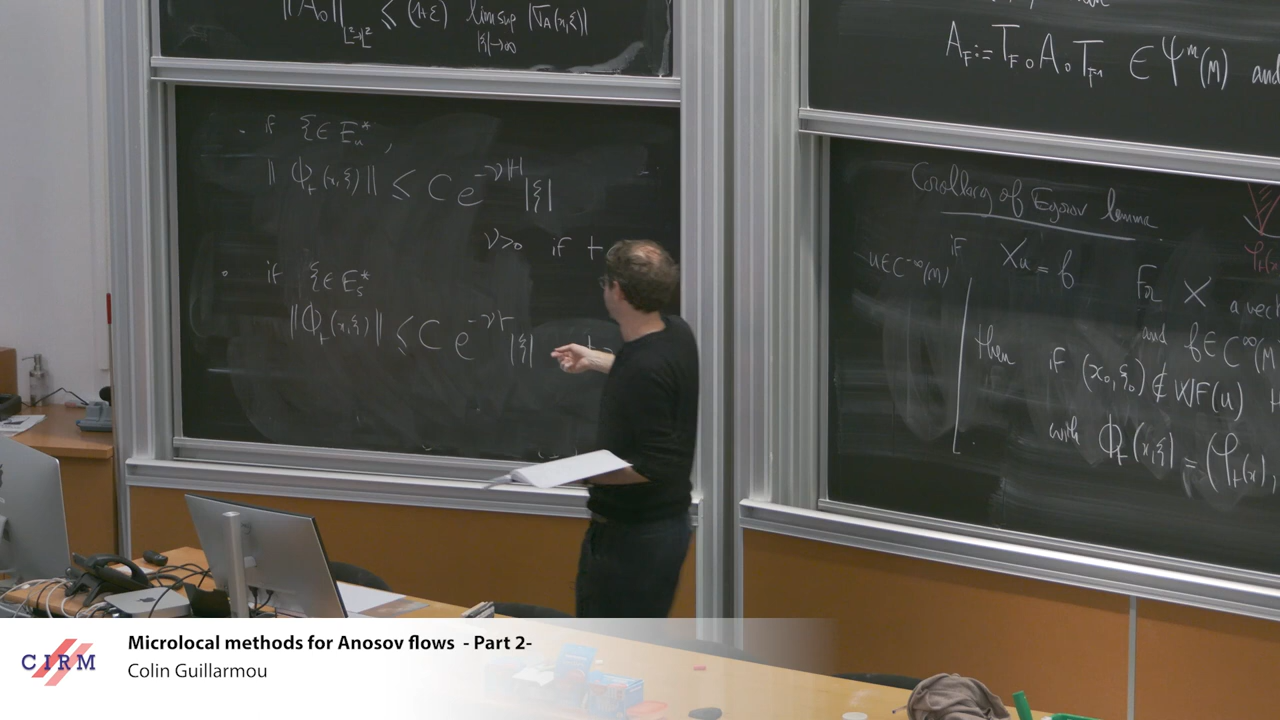 ‖A₀‖_{L²→L²} ≤ (1+ε) limsup_{|ξ|→∞} |σ_A(x,ξ)|
. if ξ ∈ E_u^*,
‖Φ_t(x,ξ)‖ ≤ C e^{-ν|t|} |ξ|
ν>0 if t
. if ξ ∈ E_s^*
‖Φ_t(x,ξ)‖ ≤ C e^{-νt} |ξ|
A_F := T_F ∘ A ∘ T_{F^{-1}} ∈ Ψ^m(M) and
Corollary of Egorov lemma
u ∈ C^{-∞}(M) if Xu = f For X a vect
and f ∈ C^∞(M
then if (x₀,ξ₀) ∉ WF(u)
with Φ_t(x,ξ) = (φ_t(x),
CIRM
Microlocal methods for Anosov flows - Part 2-
Colin Guillarmou